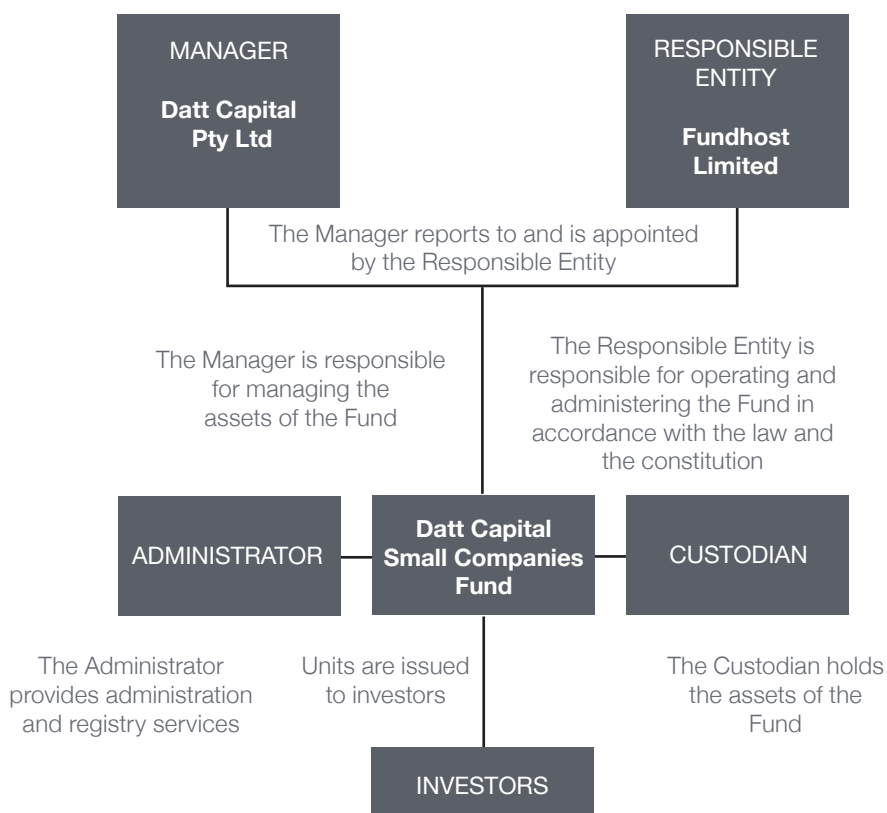 MANAGER
Datt Capital
Pty Ltd
RESPONSIBLE
ENTITY
Fundhost
Limited
The Manager reports to and is appointed
by the Responsible Entity
The Manager is responsible
for managing the
assets of the Fund
The Responsible Entity is
responsible for operating and
administering the Fund in
accordance with the law and
the constitution
ADMINISTRATOR
Datt Capital
Small Companies
Fund
CUSTODIAN
The Administrator
provides administration
and registry services
Units are issued
to investors
The Custodian holds
the assets of the
Fund
INVESTORS